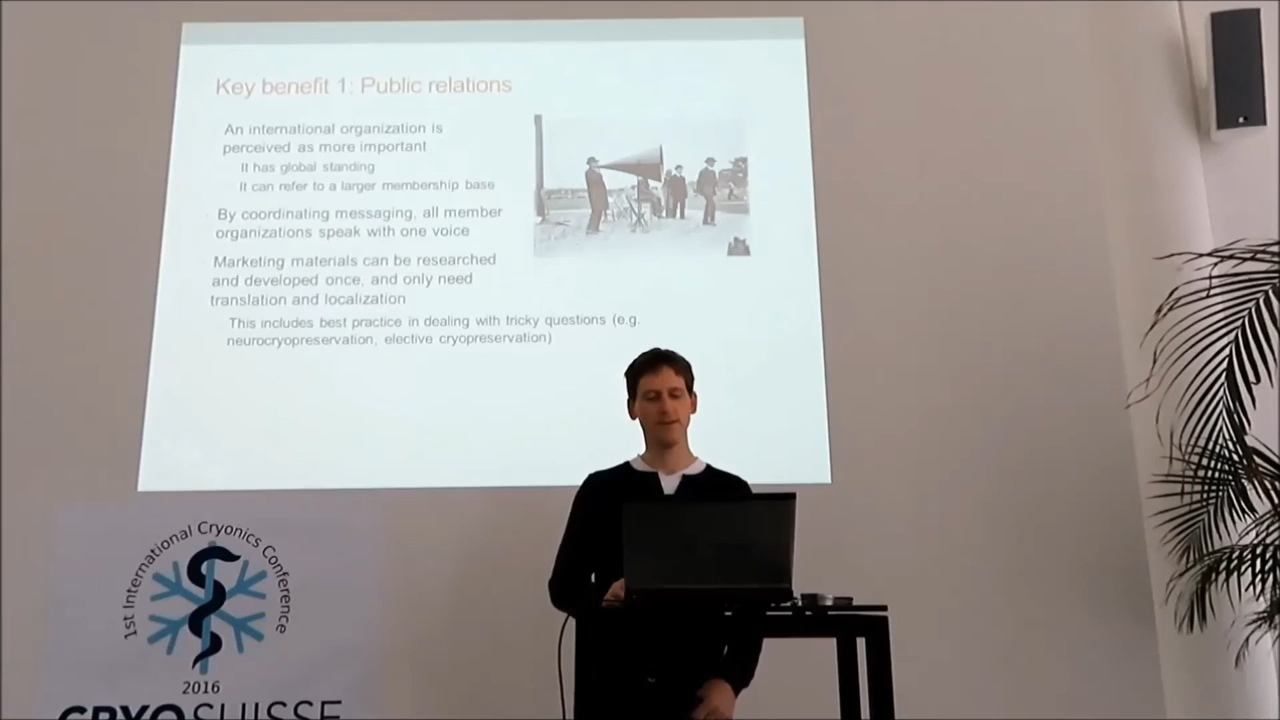 Key benefit 1: Public relations
An international organization is
perceived as more important
It has global standing
It can refer to a larger membership base
By coordinating messaging, all member
organizations speak with one voice
Marketing materials can be researched
and developed once, and only need
translation and localization
This includes best practice in dealing with tricky questions (e.g.
neurocryopreservation, elective cryopreservation)
1st International Cryonics Conference
2016
CRYOSUISSE